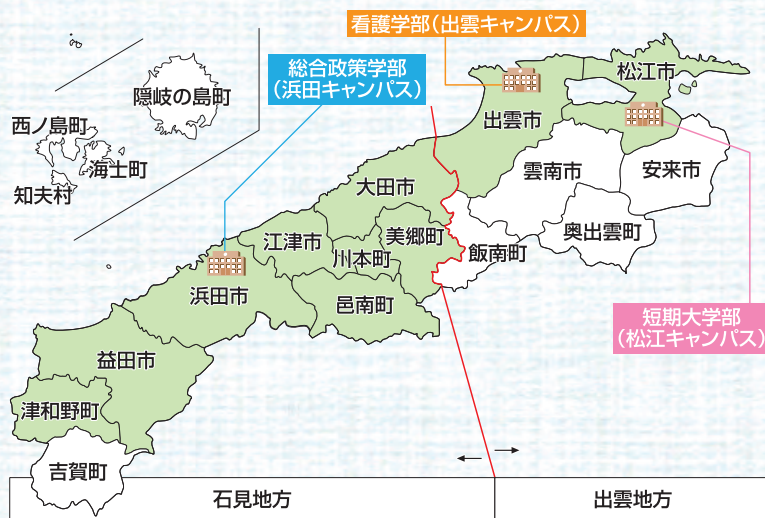 看護学部（出雲キャンパス）
総合政策学部
（浜田キャンパス）
松江市
隠岐の島町
出雲市
西ノ島町
海士町
雲南市
安来市
知夫村
大田市
奥出雲町
江津市
美郷町
川本町
飯南町
浜田市
邑南町
短期大学部
（松江キャンパス）
益田市
津和野町
吉賀町
石見地方
出雲地方